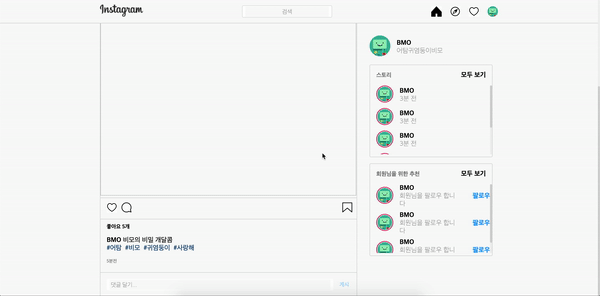 Instagram
검색
BMO
어탐귀염둥이비모
스토리 모두 보기
BMO
3분 전
BMO
3분 전
BMO
3분 전
회원님을 위한 추천 모두 보기
BMO
회원님을 팔로우 합니다
팔로우
BMO
회원님을 팔로우 합니다
팔로우
BMO
회원님을 팔로우 합니
팔로우
좋아요 5개
BMO 비모의 비밀 개달콤
#어탐 #비모 #귀염둥이 #사랑해
5분전
댓글 달기...
게시